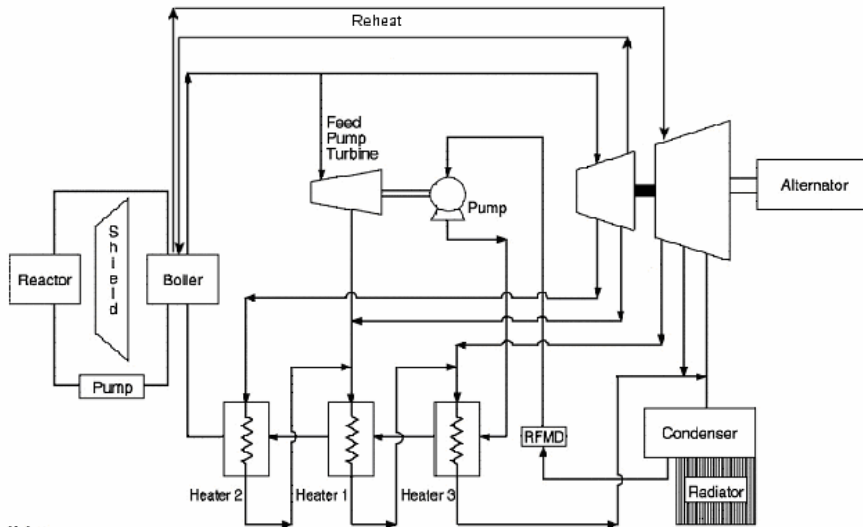 Reheat
Feed
Pump
Turbine
Pump
Alternator
Reactor
Shield
Boiler
Pump
RFMD
Condenser
Radiator
Heater 2
Heater 1
Heater 3